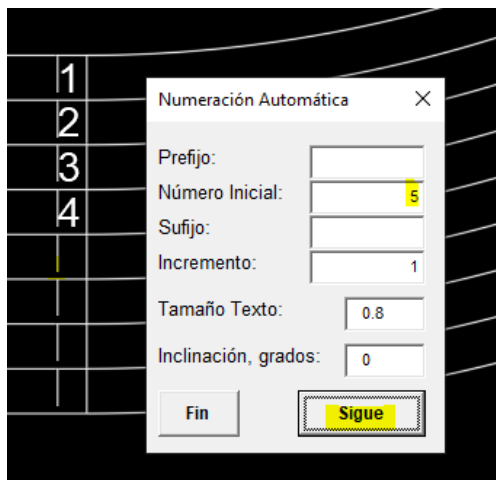 1
2
3
4
Numeración Automática
Prefijo:
Número Inicial: 5
Sufijo:
Incremento: 1
Tamaño Texto: 0.8
Inclinación, grados: 0
Fin Sigue